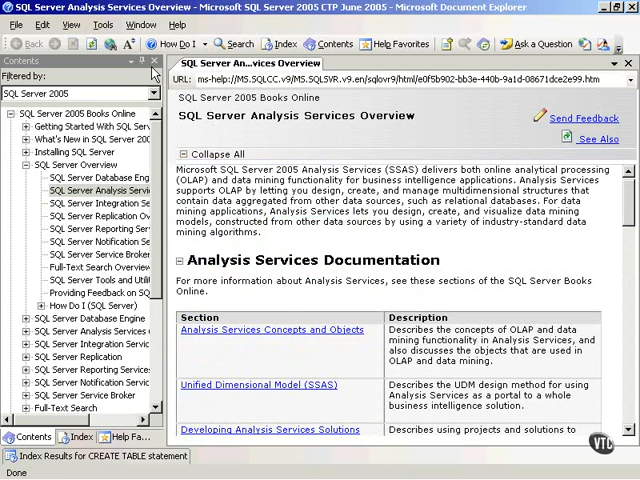 SQL Server Analysis Services Overview - Microsoft SQL Server 2005 CTP June 2005 - Microsoft Document Explorer
File Edit View Tools Window Help
Back How Do I Search Index Contents Help Favorites Ask a Question
Contents
Filtered by:
SQL Server 2005
SQL Server 2005 Books Online
Getting Started With SQL Serv
What's New in SQL Server 200
Installing SQL Server
SQL Server Overview
SQL Server Database Eng
SQL Server Analysis Servi
SQL Server Integration Se
SQL Server Replication Ov
SQL Server Reporting Ser
SQL Server Notification Se
SQL Server Service Broke
Full-Text Search Overview
SQL Server Tools and Utili
Providing Feedback on SQ
How Do I (SQL Server)
SQL Server Database Engine
SQL Server Analysis Services
SQL Server Integration Servic
SQL Server Replication
SQL Server Reporting Services
SQL Server Notification Servic
SQL Server Service Broker
Full-Text Search
Contents Index Help Fa...
SQL Server An...vices Overview
URL: ms-help://MS.SQLCC.v9/MS.SQLSVR.v9.en/sqlovr9/html/e0f5b902-bb3e-440b-9a1d-08671dce2e99.htm
SQL Server 2005 Books Online
SQL Server Analysis Services Overview
Send Feedback
See Also
Collapse All
Microsoft SQL Server 2005 Analysis Services (SSAS) delivers both online analytical processing
(OLAP) and data mining functionality for business intelligence applications. Analysis Services
supports OLAP by letting you design, create, and manage multidimensional structures that
contain data aggregated from other data sources, such as relational databases. For data
mining applications, Analysis Services lets you design, create, and visualize data mining
models, constructed from other data sources by using a variety of industry-standard data
mining algorithms.
Analysis Services Documentation
For more information about Analysis Services, see these sections of the SQL Server Books
Online.
Section Description
Analysis Services Concepts and Objects Describes the concepts of OLAP and data
mining functionality in Analysis Services, and
also discusses the objects that are used in
OLAP and data mining.
Unified Dimensional Model (SSAS) Describes the UDM design method for using
Analysis Services as a portal to a whole
business intelligence solution.
Developing Analysis Services Solutions Describes using projects and solutions to
VTC
Index Results for CREATE TABLE statement
Done